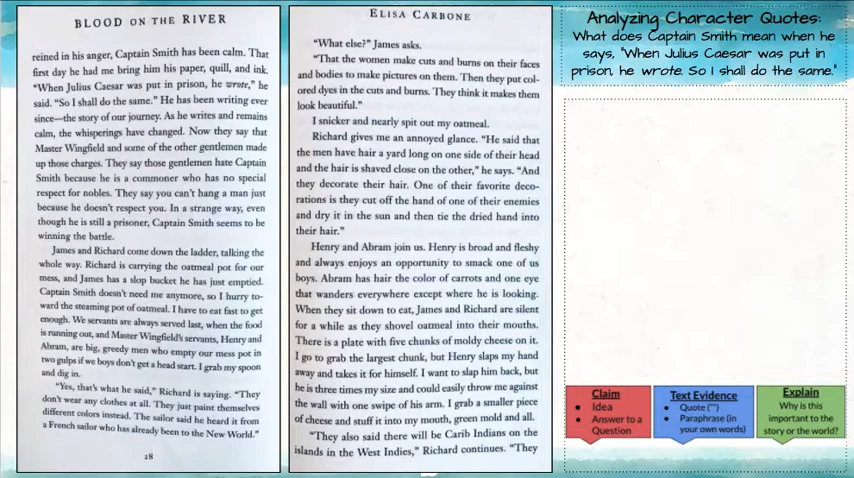 BLOOD ON THE RIVER
reined in his anger, Captain Smith has been calm. That
first day he had me bring him his paper, quill, and ink.
"When Julius Caesar was put in prison, he wrote," he
said. "So I shall do the same." He has been writing ever
since—the story of our journey. As he writes and remains
calm, the whisperings have changed. Now they say that
Master Wingfield and some of the other gentlemen made
up those charges. They say those gentlemen hate Captain
Smith because he is a commoner who has no special
respect for nobles. They say you can't hang a man just
because he doesn't respect you. In a strange way, even
though he is still a prisoner, Captain Smith seems to be
winning the battle.
James and Richard come down the ladder, talking the
whole way. Richard is carrying the oatmeal pot for our
mess, and James has a slop bucket he has just emptied.
Captain Smith doesn't need me anymore, so I hurry to-
ward the steaming pot of oatmeal. I have to eat fast to get
enough. We servants are always served last, when the food
is running out, and Master Wingfield's servants, Henry and
Abram, are big, greedy men who empty our mess pot in
two gulps if we boys don't get a head start. I grab my spoon
and dig in.
"Yes, that's what he said," Richard is saying. "They
don't wear any clothes at all. They just paint themselves
different colors instead. The sailor said he heard it from
a French sailor who has already been to the New World."
28
ELISA CARBONE
"What else?" James asks.
"That the women make cuts and burns on their faces
and bodies to make pictures on them. Then they put col-
ored dyes in the cuts and burns. They think it makes them
look beautiful."
I snicker and nearly spit out my oatmeal.
Richard gives me an annoyed glance. "He said that
the men have hair a yard long on one side of their head
and the hair is shaved close on the other," he says. "And
they decorate their hair. One of their favorite deco-
rations is they cut off the hand of one of their enemies
and dry it in the sun and then tie the dried hand into
their hair."
Henry and Abram join us. Henry is broad and fleshy
and always enjoys an opportunity to smack one of us
boys. Abram has hair the color of carrots and one eye
that wanders everywhere except where he is looking.
When they sit down to eat, James and Richard are silent
for a while as they shovel oatmeal into their mouths.
There is a plate with five chunks of moldy cheese on it.
I go to grab the largest chunk, but Henry slaps my hand
away and takes it for himself. I want to slap him back, but
he is three times my size and could easily throw me against
the wall with one swipe of his arm. I grab a smaller piece
of cheese and stuff it into my mouth, green mold and all.
"They also said there will be Carib Indians on the
islands in the West Indies," Richard continues. "They
Analyzing Character Quotes:
What does Captain Smith mean when he
says, "When Julius Caesar was put in
prison, he wrote. So I shall do the same."
Claim
● Idea
● Answer to a
Question
Text Evidence
● Quote ("")
● Paraphrase (in
your own words)
Explain
Why is this
important to the
story or the world?